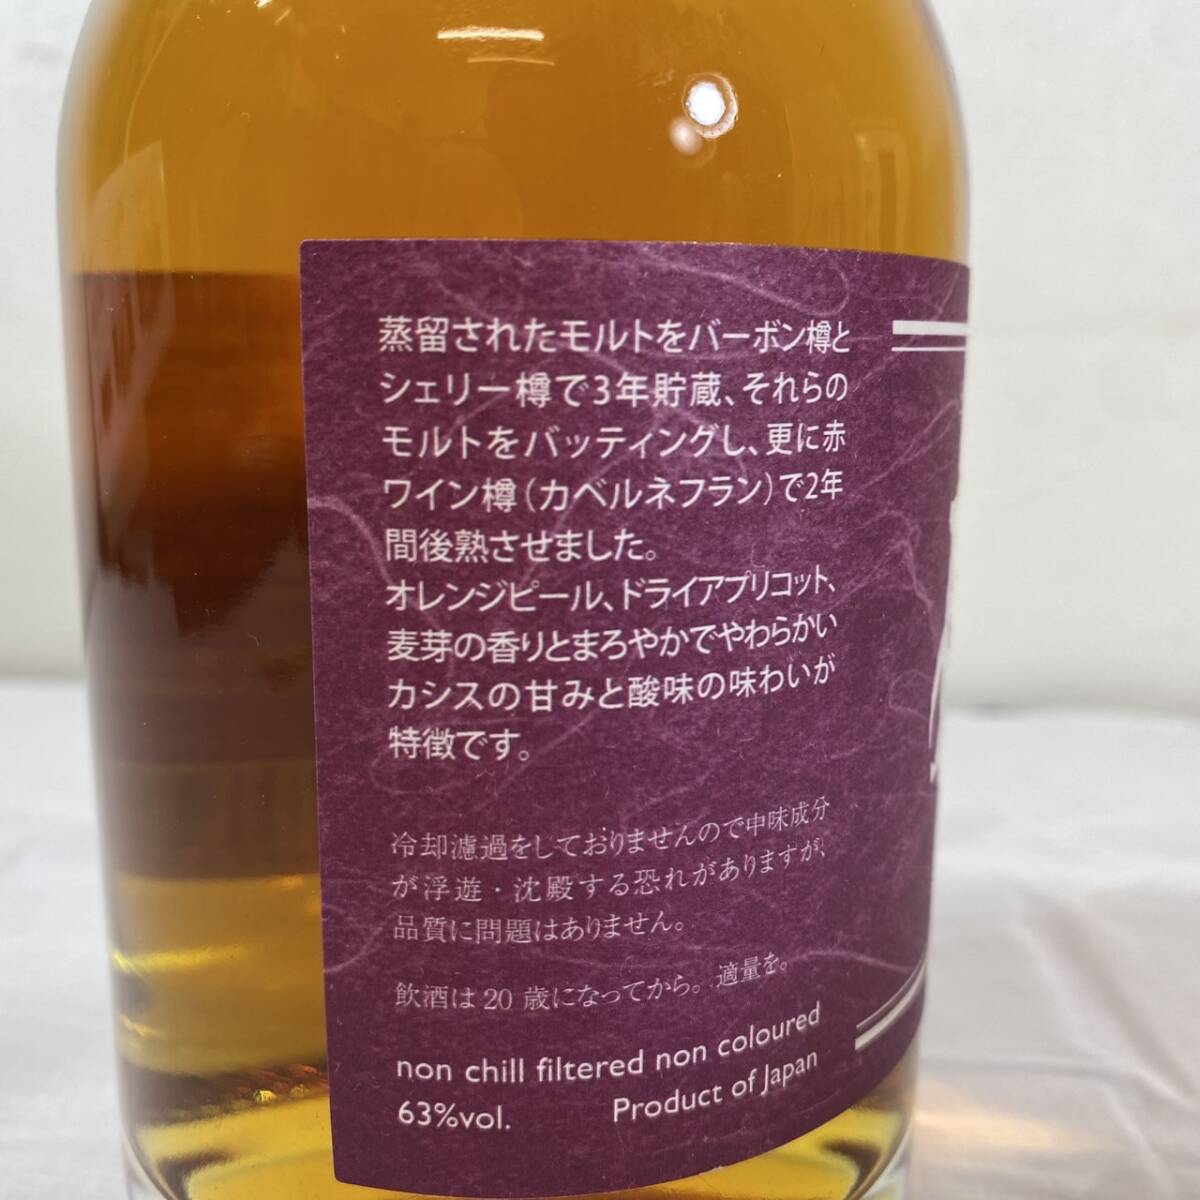 蒸留されたモルトをバーボン樽と
シェリー樽で3年貯蔵、それらの
モルトをバッティングし、更に赤
ワイン樽（カベルネフラン）で2年
間後熟させました。
オレンジピール、ドライアプリコット、
麦芽の香りとまろやかでやわらかい
カシスの甘みと酸味の味わいが
特徴です。
冷却濾過をしておりませんので中味成分
が浮遊・沈殿する恐れがありますが、
品質に問題はありません。
飲酒は20歳になってから。適量を。
non chill filtered non coloured
63%vol. Product of Japan